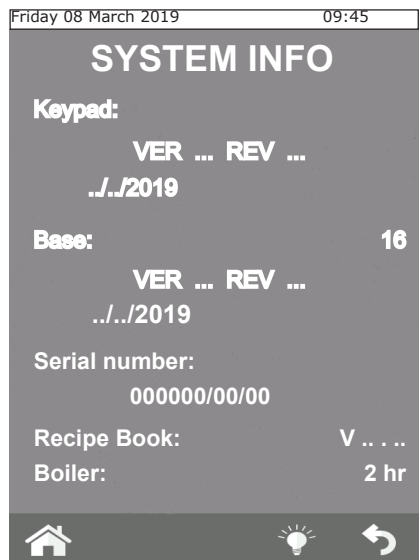 Friday 08 March 2019 09:45
SYSTEM INFO
Keypad:
VER ... REV ...
../../2019
Base: 16
VER ... REV ...
../../2019
Serial number:
000000/00/00
Recipe Book: V .. . ..
Boiler: 2 hr